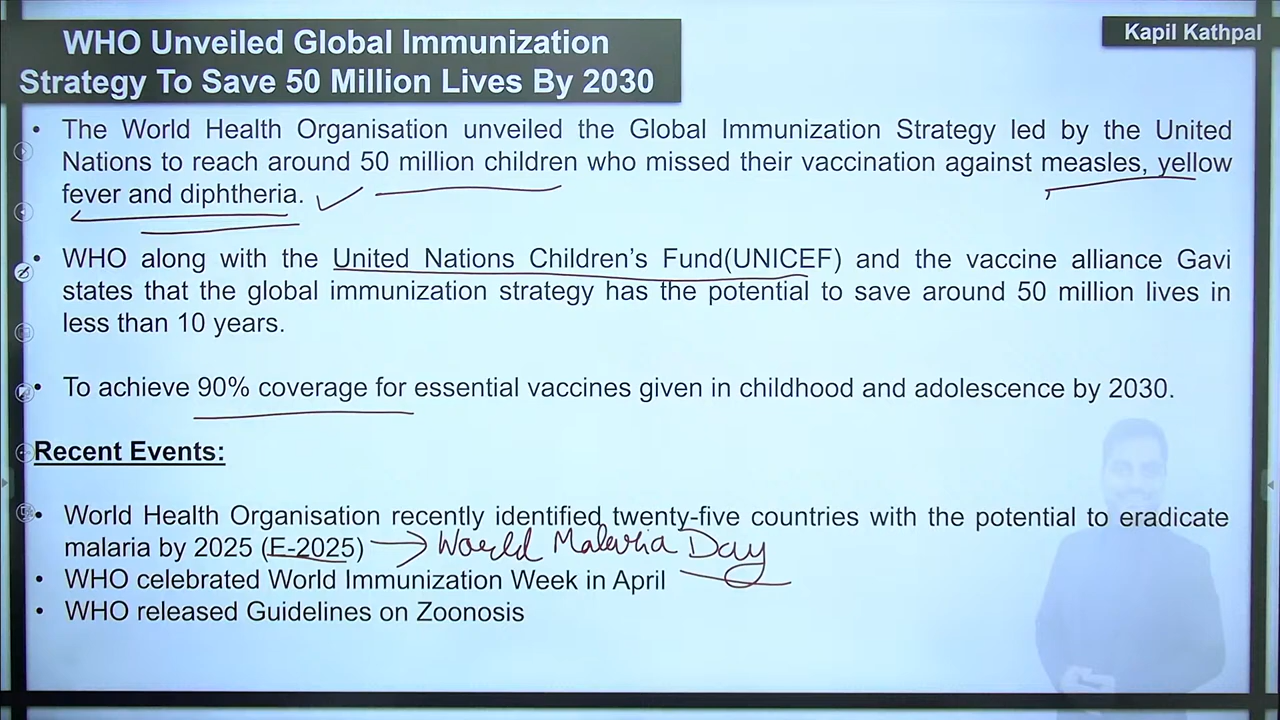 WHO Unveiled Global Immunization
Strategy To Save 50 Million Lives By 2030
Kapil Kathpal
• The World Health Organisation unveiled the Global Immunization Strategy led by the United
Nations to reach around 50 million children who missed their vaccination against measles, yellow
fever and diphtheria.
• WHO along with the United Nations Children's Fund(UNICEF) and the vaccine alliance Gavi
states that the global immunization strategy has the potential to save around 50 million lives in
less than 10 years.
• To achieve 90% coverage for essential vaccines given in childhood and adolescence by 2030.
Recent Events:
• World Health Organisation recently identified twenty-five countries with the potential to eradicate
malaria by 2025 (E-2025) → World Malaria Day
• WHO celebrated World Immunization Week in April
• WHO released Guidelines on Zoonosis